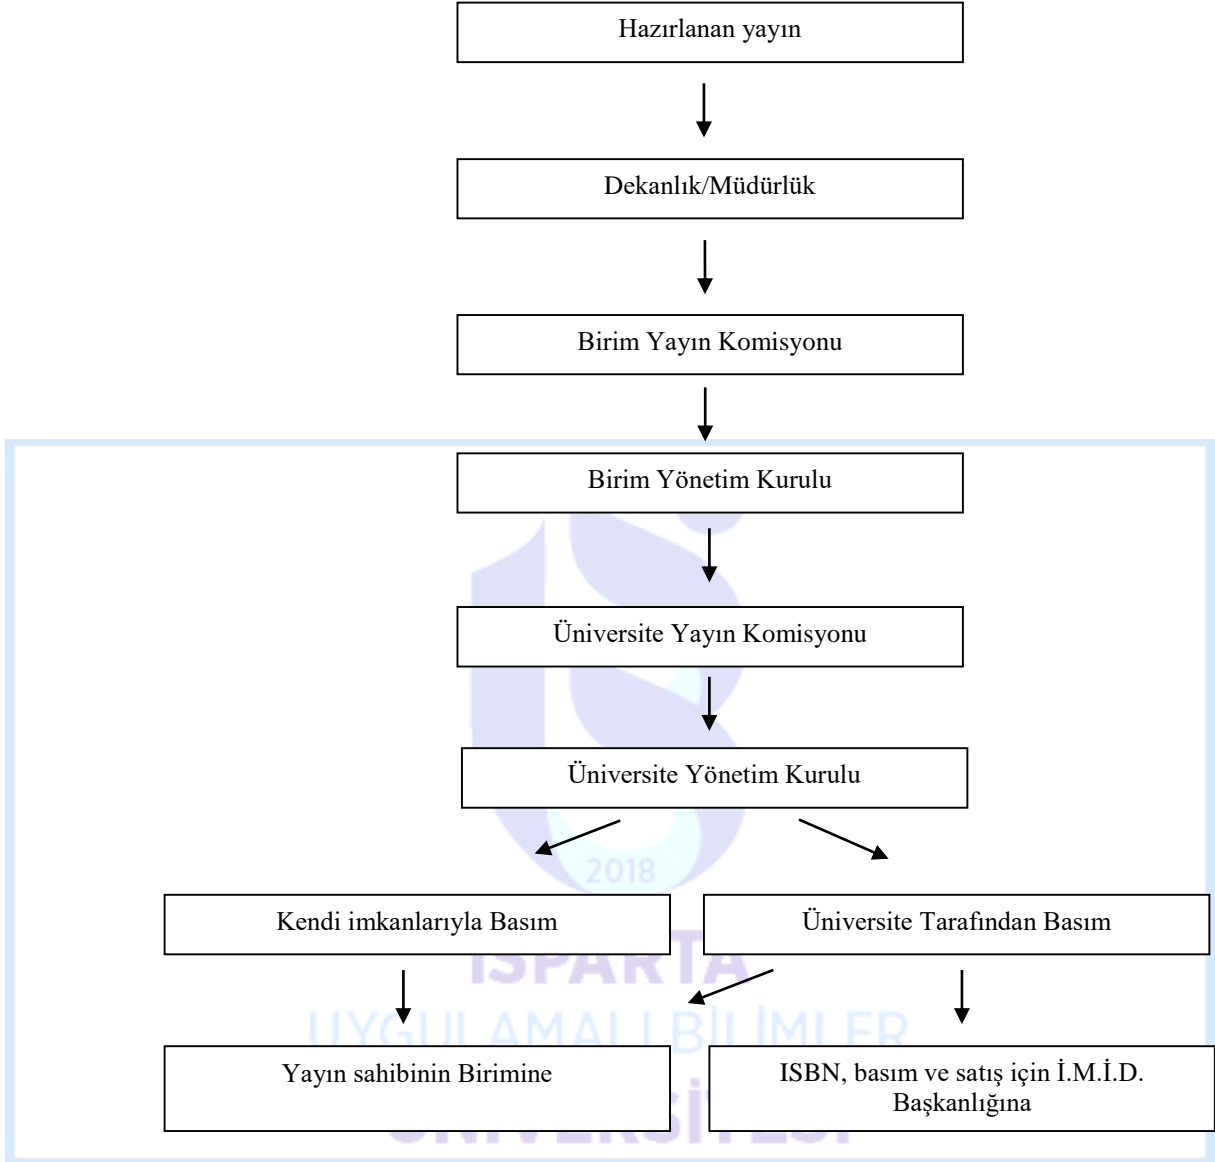 Hazırlanan yayın
Dekanlık/Müdürlük
Birim Yayın Komisyonu
Birim Yönetim Kurulu
Üniversite Yayın Komisyonu
Üniversite Yönetim Kurulu
2018
Kendi imkanlarıyla Basım
Üniversite Tarafından Basım
ISPARTA
UYGULAMALI BİLİMLER
Yayın sahibinin Birimine
ISBN, basım ve satış için İ.M.İ.D.
Başkanlığına
ÜNİVERSİTESİ